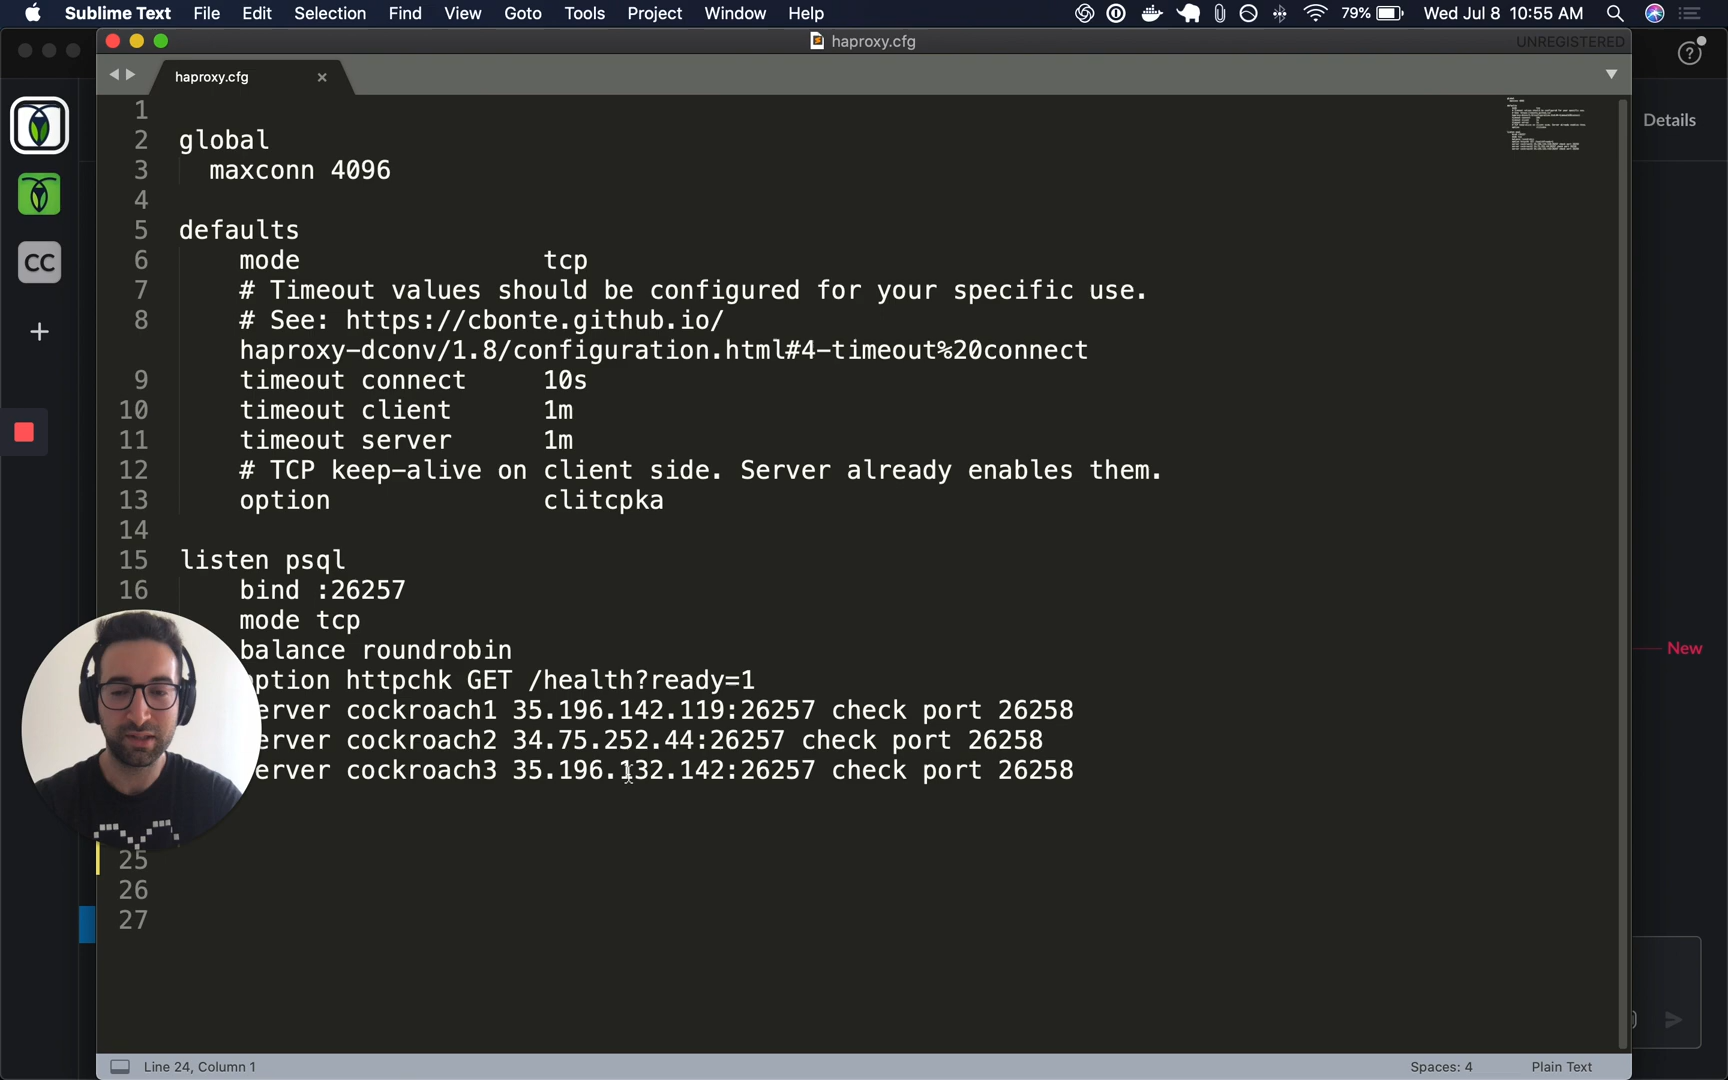 Sublime Text File Edit Selection Find View Goto Tools Project Window Help 79% Wed Jul 8 10:55 AM
haproxy.cfg UNREGISTERED
haproxy.cfg ×
Details
CC
+
1
2 global
3 maxconn 4096
4
5 defaults
6 mode tcp
7 # Timeout values should be configured for your specific use.
8 # See: https://cbonte.github.io/
haproxy-dconv/1.8/configuration.html#4-timeout%20connect
9 timeout connect 10s
10 timeout client 1m
11 timeout server 1m
12 # TCP keep-alive on client side. Server already enables them.
13 option clitcpka
14
15 listen psql
16 bind :26257
mode tcp
balance roundrobin
option httpchk GET /health?ready=1
New
erver cockroach1 35.196.142.119:26257 check port 26258
erver cockroach2 34.75.252.44:26257 check port 26258
erver cockroach3 35.196.132.142:26257 check port 26258
25
26
27
Line 24, Column 1 Spaces: 4 Plain Text